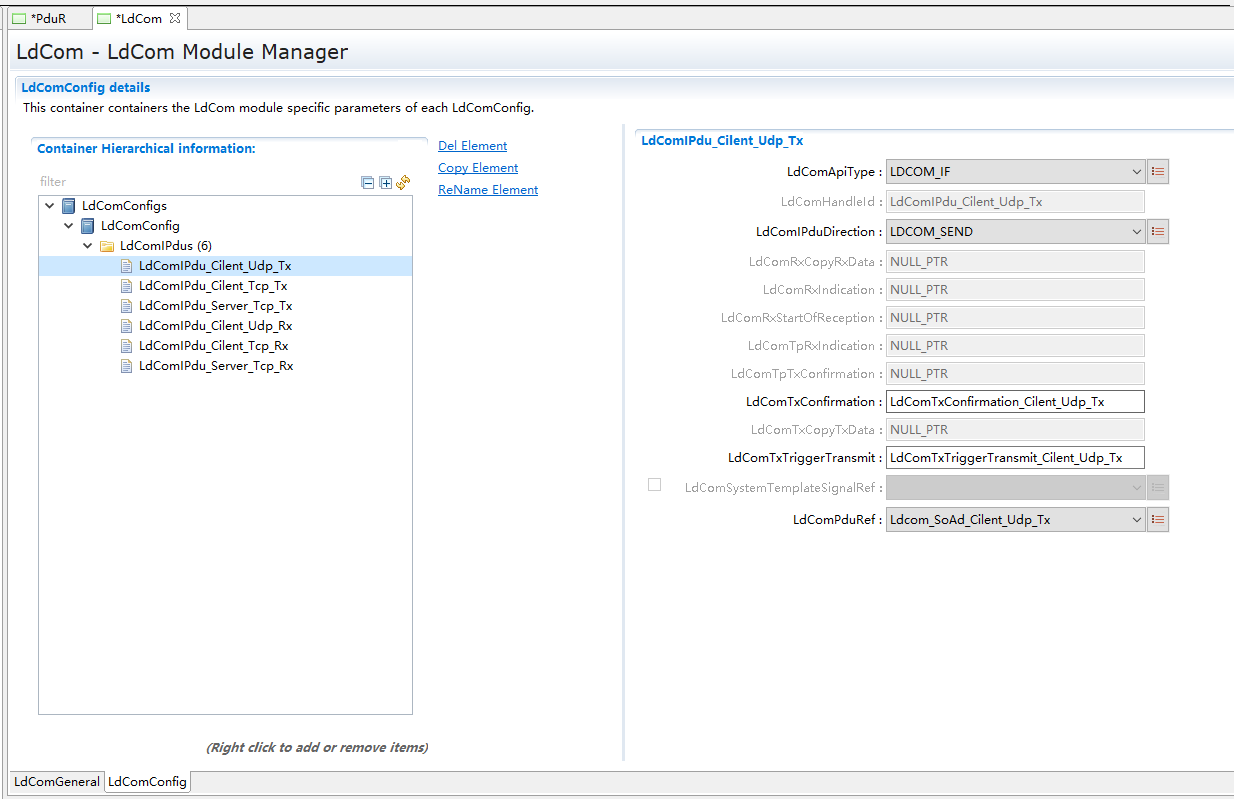 *PduR
*LdCom
LdCom - LdCom Module Manager
LdComConfig details
This container containers the LdCom module specific parameters of each LdComConfig.
Container Hierarchical information:
filter
LdComConfigs
LdComConfig
LdComIPdus (6)
LdComIPdu_Cilent_Udp_Tx
LdComIPdu_Cilent_Tcp_Tx
LdComIPdu_Server_Tcp_Tx
LdComIPdu_Cilent_Udp_Rx
LdComIPdu_Cilent_Tcp_Rx
LdComIPdu_Server_Tcp_Rx
(Right click to add or remove items)
Del Element
Copy Element
ReName Element
LdComIPdu_Cilent_Udp_Tx
LdComApiType : LDCOM_IF
LdComHandleId : LdComIPdu_Cilent_Udp_Tx
LdComIPduDirection : LDCOM_SEND
LdComRxCopyRxData : NULL_PTR
LdComRxIndication : NULL_PTR
LdComRxStartOfReception : NULL_PTR
LdComTpRxIndication : NULL_PTR
LdComTpTxConfirmation : NULL_PTR
LdComTxConfirmation : LdComTxConfirmation_Cilent_Udp_Tx
LdComTxCopyTxData : NULL_PTR
LdComTxTriggerTransmit : LdComTxTriggerTransmit_Cilent_Udp_Tx
LdComSystemTemplateSignalRef :
LdComPduRef : Ldcom_SoAd_Cilent_Udp_Tx
LdComGeneral
LdComConfig